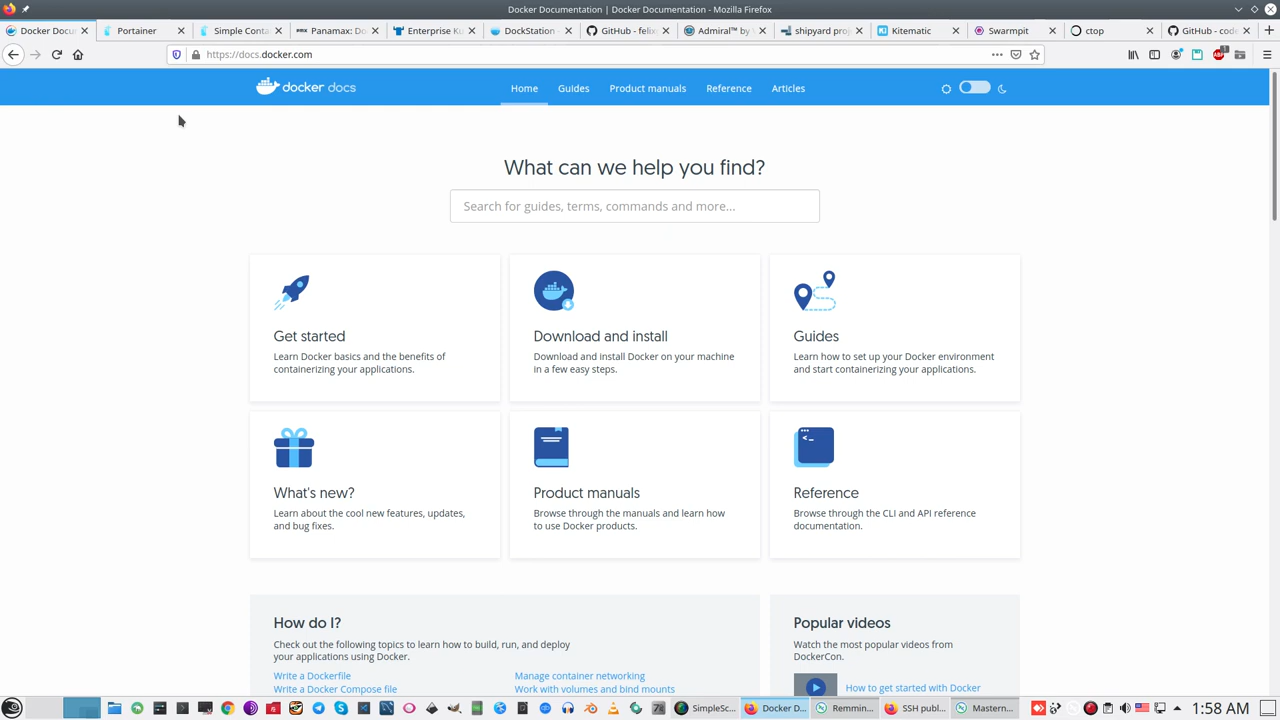 Docker Documentation | Docker Documentation - Mozilla Firefox
Docker Docu
Portainer
Simple Conta
Panamax: Do
Enterprise Ku
DockStation -
GitHub - felix
Admiral™ by
shipyard proj
Kitematic
Swarmpit
ctop
GitHub - code
https://docs.docker.com
docker docs
Home
Guides
Product manuals
Reference
Articles
What can we help you find?
Search for guides, terms, commands and more...
Get started
Learn Docker basics and the benefits of
containerizing your applications.
Download and install
Download and install Docker on your machine
in a few easy steps.
Guides
Learn how to set up your Docker environment
and start containerizing your applications.
What's new?
Learn about the cool new features, updates,
and bug fixes.
Product manuals
Browse through the manuals and learn how
to use Docker products.
Reference
Browse through the CLI and API reference
documentation.
How do I?
Check out the following topics to learn how to build, run, and deploy
your applications using Docker.
Write a Dockerfile
Write a Docker Compose file
Manage container networking
Work with volumes and bind mounts
Popular videos
Watch the most popular videos from
DockerCon.
How to get started with Docker
SimpleSc...
Docker D...
Remmin...
SSH publ...
Mastern...
1:58 AM